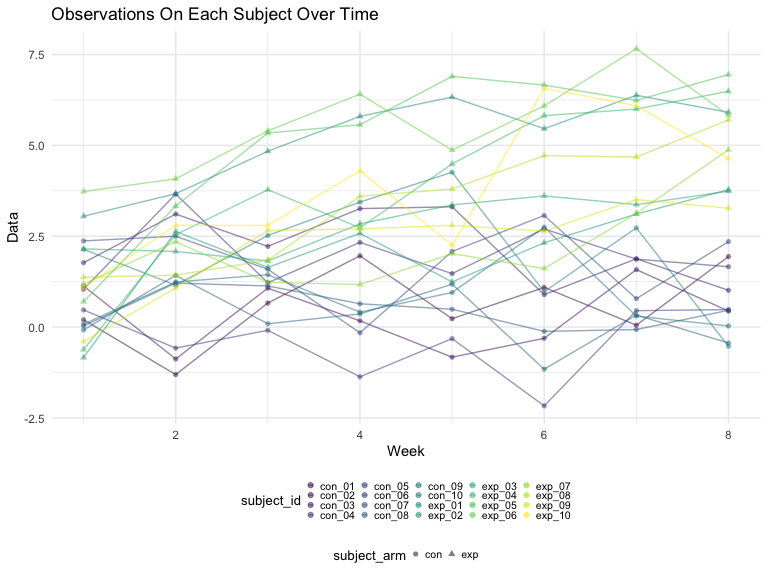 Observations On Each Subject Over Time
7.5
5.0
2.5
0.0
-2.5
Data
2 4 6 8
Week
subject_id
con_01 con_05 con_09 exp_03 exp_07
con_02 con_06 con_10 exp_04 exp_08
con_03 con_07 exp_01 exp_05 exp_09
con_04 con_08 exp_02 exp_06 exp_10
subject_arm con exp